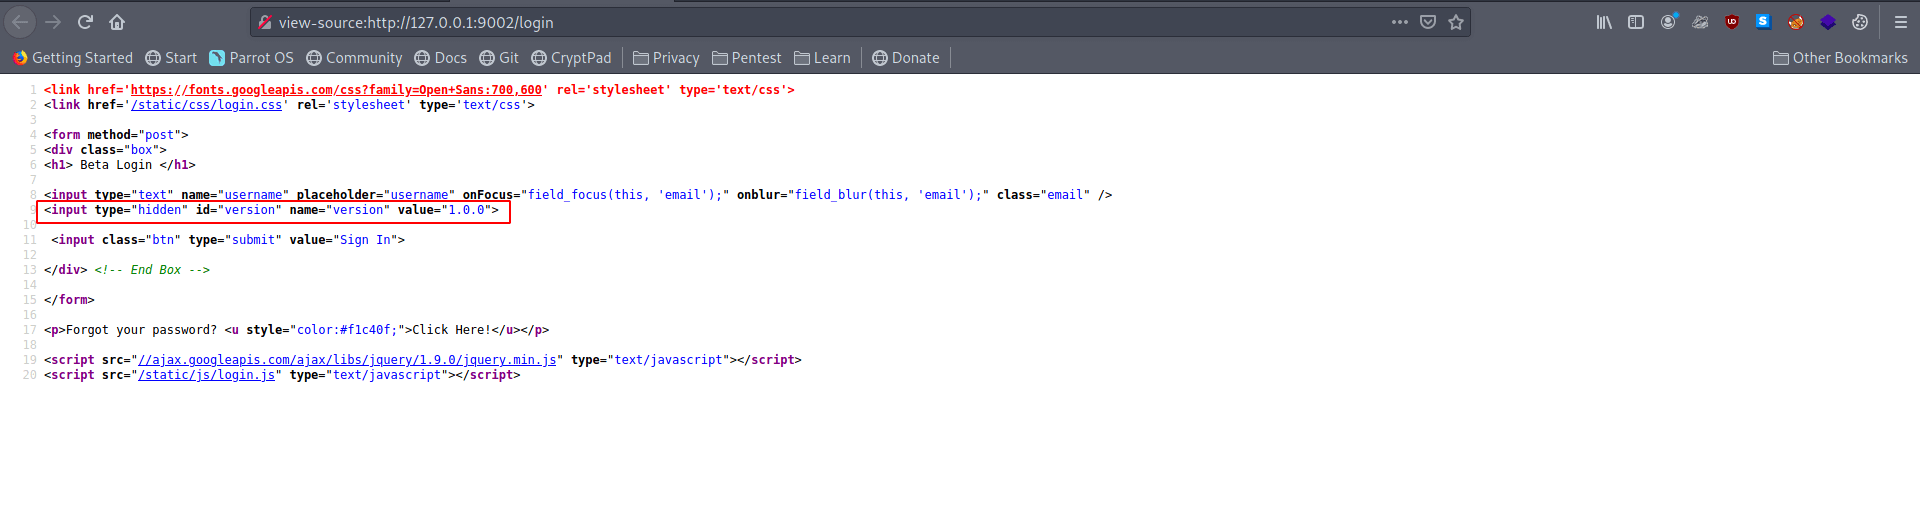 view-source:http://127.0.0.1:9002/login
Getting Started Start Parrot OS Community Docs Git CryptPad Privacy Pentest Learn Donate Other Bookmarks
1 <link href='https://fonts.googleapis.com/css?family=Open+Sans:700,600' rel='stylesheet' type='text/css'>
2 <link href='/static/css/login.css' rel='stylesheet' type='text/css'>
3
4 <form method="post">
5 <div class="box">
6 <h1> Beta Login </h1>
7
8 <input type="text" name="username" placeholder="username" onFocus="field_focus(this, 'email');" onblur="field_blur(this, 'email');" class="email" />
9 <input type="hidden" id="version" name="version" value="1.0.0">
10
11 <input class="btn" type="submit" value="Sign In">
12
13 </div> <!-- End Box -->
14
15 </form>
16
17 <p>Forgot your password? <u style="color:#f1c40f;">Click Here!</u></p>
18
19 <script src="//ajax.googleapis.com/ajax/libs/jquery/1.9.0/jquery.min.js" type="text/javascript"></script>
20 <script src="/static/js/login.js" type="text/javascript"></script>